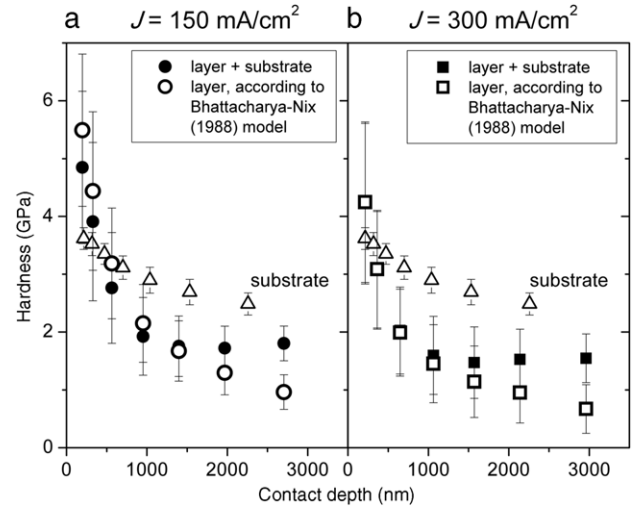 a J = 150 mA/cm²
b J = 300 mA/cm²
layer + substrate
layer, according to
Bhattacharya-Nix
(1988) model
layer + substrate
layer, according to
Bhattacharya-Nix
(1988) model
substrate
substrate
Hardness (GPa)
6
4
2
0
0 1000 2000 3000
0 1000 2000 3000
Contact depth (nm)